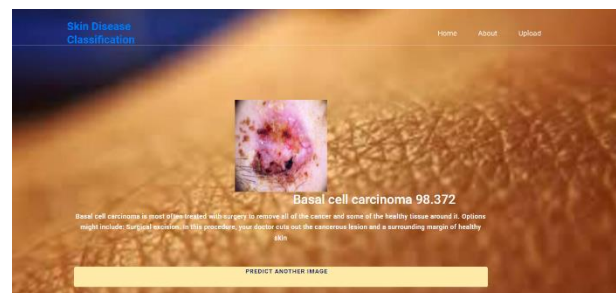 Skin Disease
Classification
Home About Upload
Basal cell carcinoma 98.372
Basal cell carcinoma is most often treated with surgery to remove all of the cancer and some of the healthy tissue around it. Options
might include: Surgical excision, in this procedure, your doctor cuts out the cancerous lesion and a surrounding margin of healthy
skin
PREDICT ANOTHER IMAGE